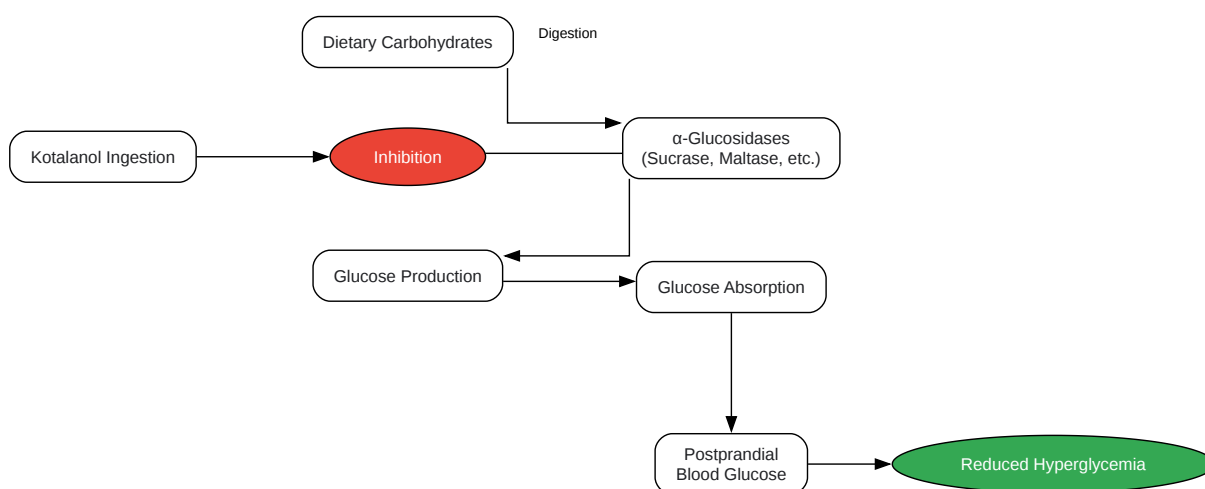 Dietary Carbohydrates
Digestion
Kotalanol Ingestion
Inhibition
α-Glucosidases
(Sucrase, Maltase, etc.)
Glucose Production
Glucose Absorption
Postprandial
Blood Glucose
Reduced Hyperglycemia